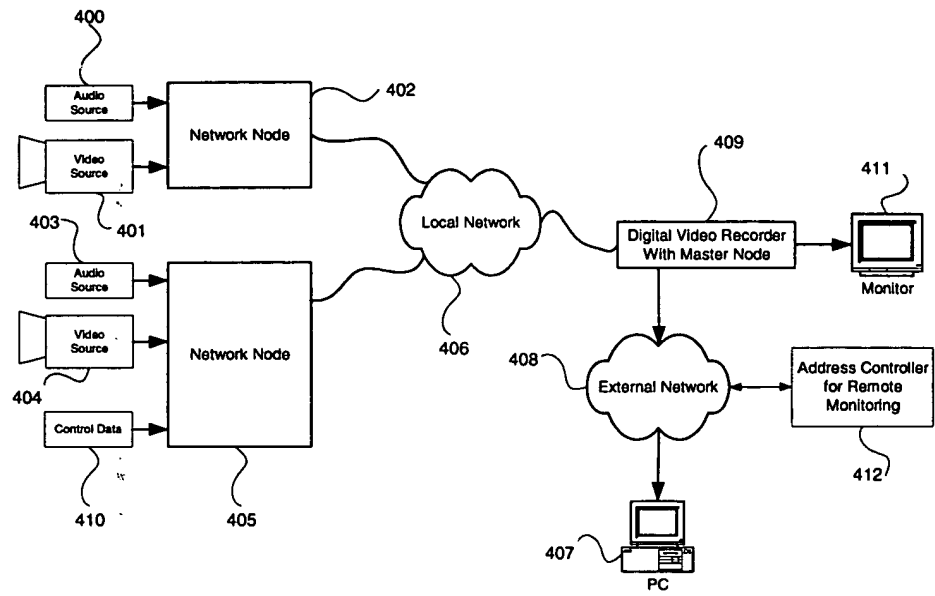 400
Audio
Source
402
Network Node
Video
Source
401
403
Audio
Source
Video
Source
404
Network Node
Control Data
410
405
Local Network
406
409
Digital Video Recorder
With Master Node
411
Monitor
408
External Network
Address Controller
for Remote
Monitoring
412
407
PC